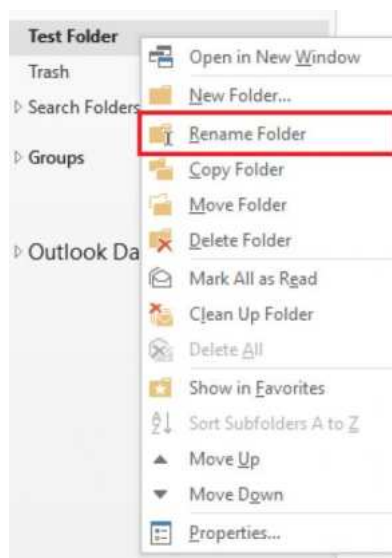 Test Folder
Trash
Search Folders
Groups
Outlook Da
Open in New Window
New Folder...
Rename Folder
Copy Folder
Move Folder
Delete Folder
Mark All as Read
Clean Up Folder
Delete All
Show in Favorites
Sort Subfolders A to Z
Move Up
Move Down
Properties...